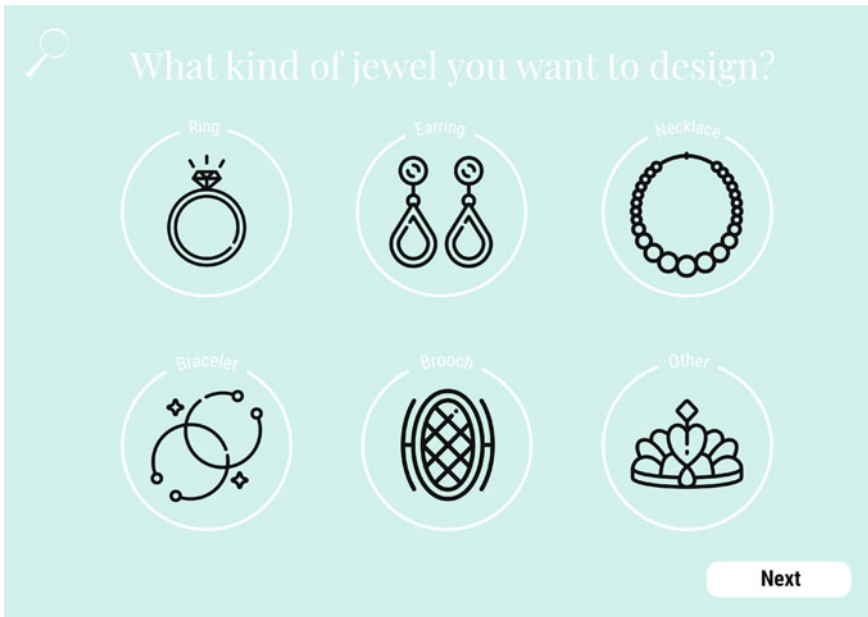 What kind of jewel you want to design?
Ring
Earring
Necklace
Bracelet
Brooch
Other
Next